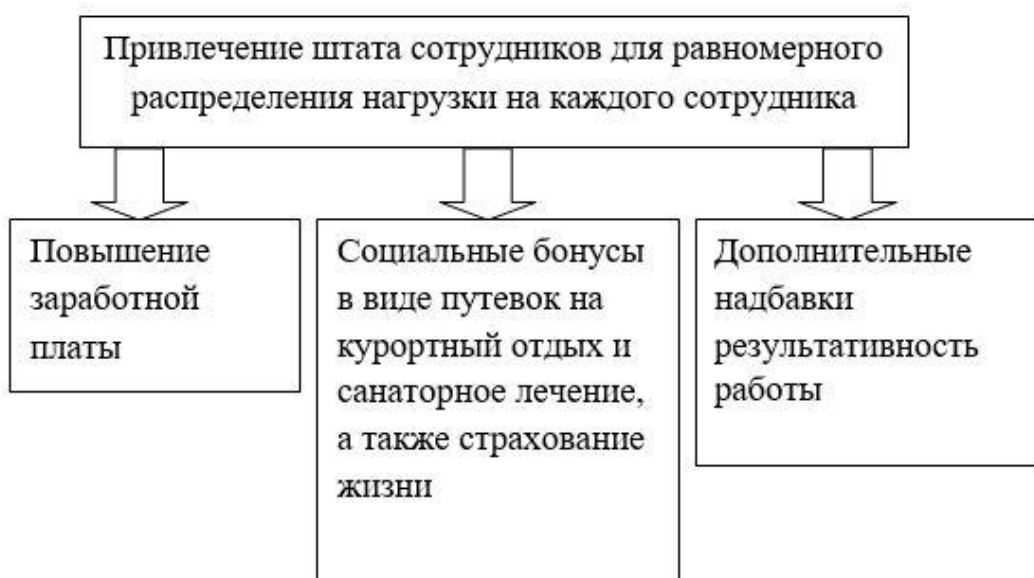 Привлечение штата сотрудников для равномерного
распределения нагрузки на каждого сотрудника
Повышение
заработной
платы
Социальные бонусы
в виде путевок на
курортный отдых и
санаторное лечение,
а также страхование
жизни
Дополнительные
надбавки
результативность
работы